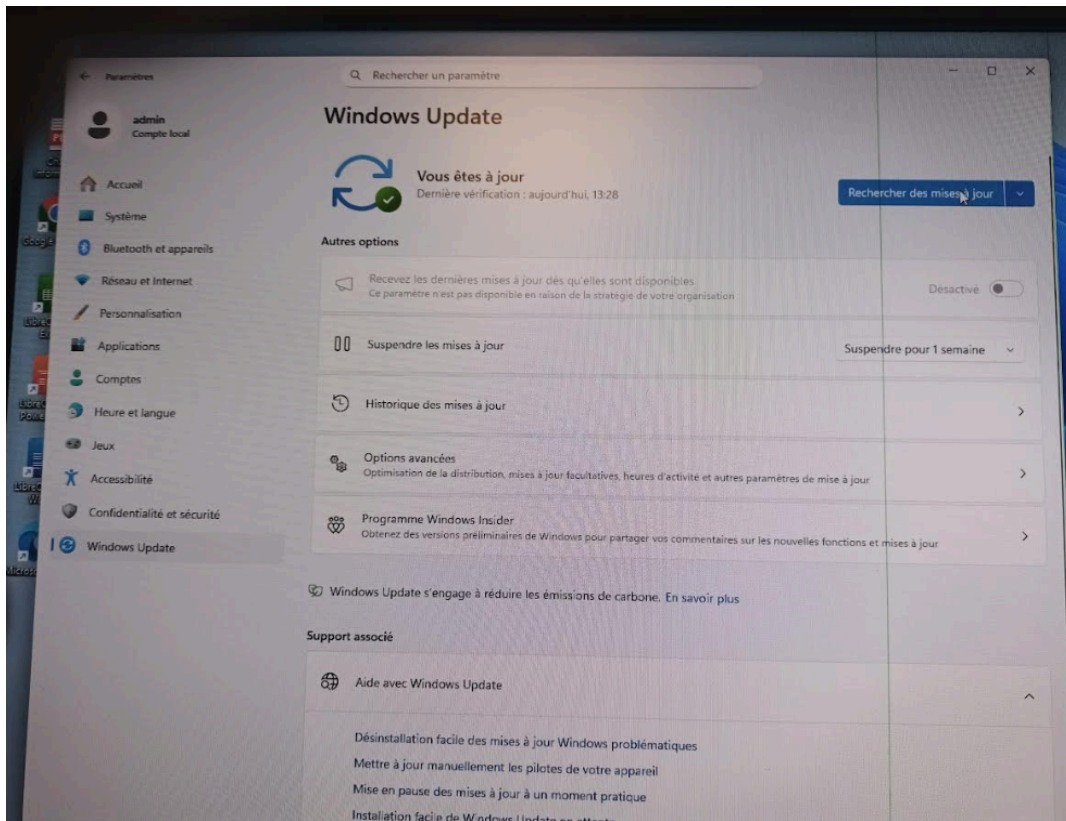 Paramètres
Rechercher un paramètre
admin
Compte local
Accueil
Système
Bluetooth et appareils
Réseau et Internet
Personnalisation
Applications
Comptes
Heure et langue
Jeux
Accessibilité
Confidentialité et sécurité
Windows Update
Windows Update
Vous êtes à jour
Dernière vérification : aujourd'hui, 13:28
Rechercher des mises à jour
Autres options
Recevez les dernières mises à jour dès qu'elles sont disponibles
Ce paramètre n'est pas disponible en raison de la stratégie de votre organisation
Désactivé
Suspendre les mises à jour
Suspendre pour 1 semaine
Historique des mises à jour
Options avancées
Optimisation de la distribution, mises à jour facultatives, heures d'activité et autres paramètres de mise à jour
Programme Windows Insider
Obtenez des versions préliminaires de Windows pour partager vos commentaires sur les nouvelles fonctions et mises à jour
Windows Update s'engage à réduire les émissions de carbone. En savoir plus
Support associé
Aide avec Windows Update
Désinstallation facile des mises à jour Windows problématiques
Mettre à jour manuellement les pilotes de votre appareil
Mise en pause des mises à jour à un moment pratique
Installation facile de Windows Update en attente